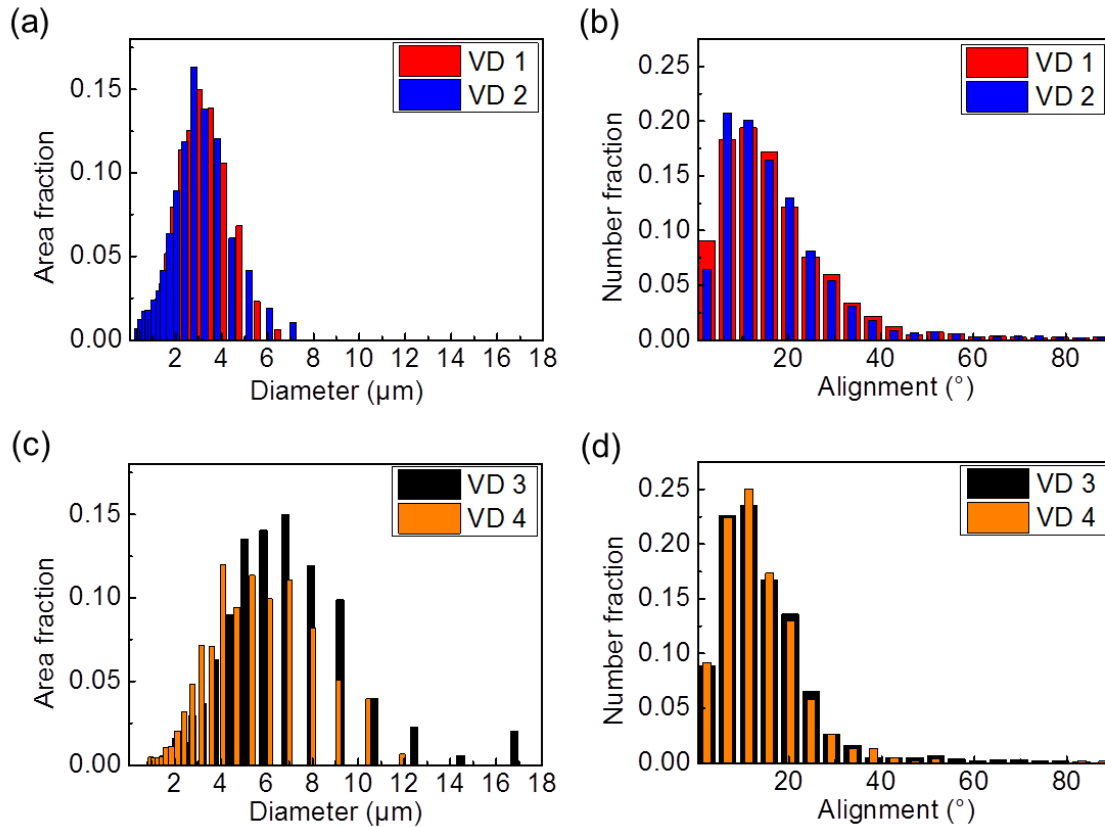 (a)
VD 1
VD 2
0.15
0.10
0.05
0.00
Area fraction
2 4 6 8 10 12 14 16 18
Diameter (µm)
(b)
VD 1
VD 2
0.25
0.20
0.15
0.10
0.05
0.00
Number fraction
20 40 60 80
Alignment (°)
(c)
VD 3
VD 4
0.15
0.10
0.05
0.00
Area fraction
2 4 6 8 10 12 14 16 18
Diameter (µm)
(d)
VD 3
VD 4
0.25
0.20
0.15
0.10
0.05
0.00
Number fraction
20 40 60 80
Alignment (°)